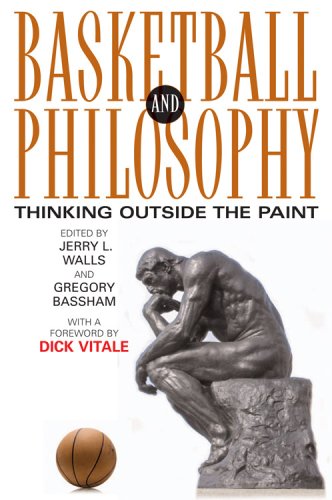 BASKETBALL
AND
PHILOSOPHY
THINKING OUTSIDE THE PAINT
EDITED BY
JERRY L.
WALLS
AND
GREGORY
BASSHAM
WITH A
FOREWORD BY
DICK VITALE